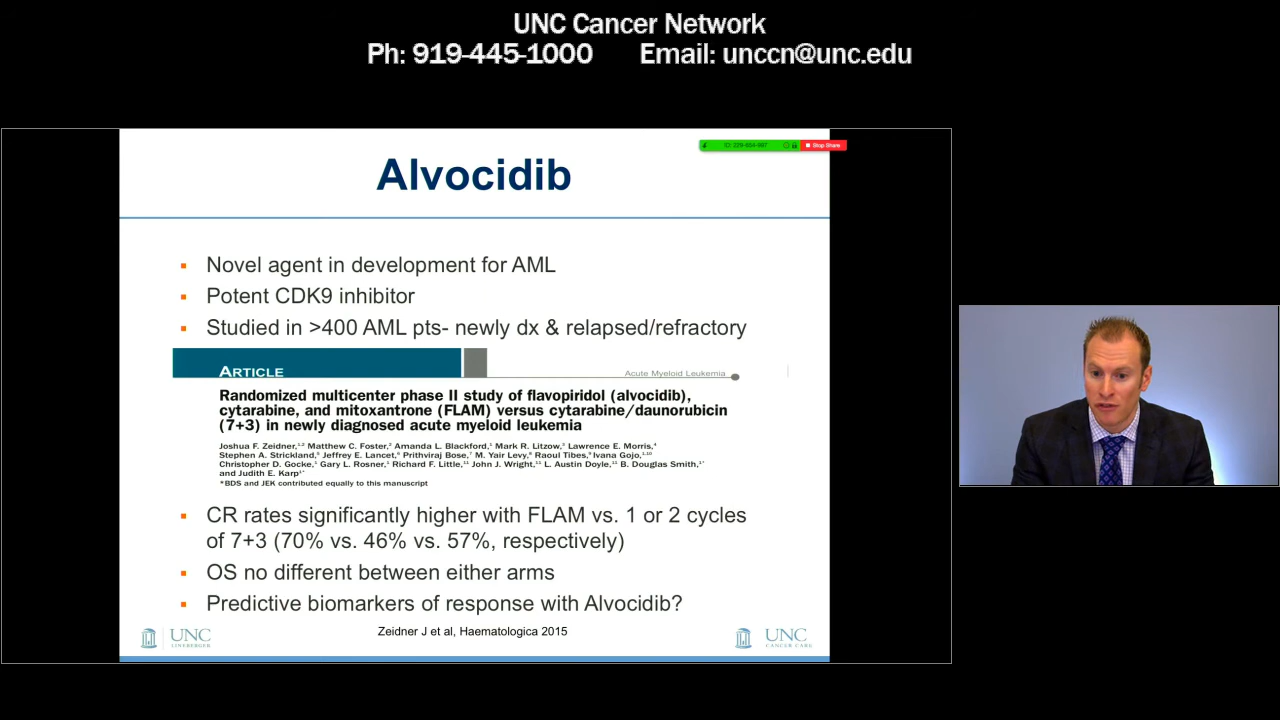 UNC Cancer Network
Ph: 919-445-1000 Email: unccn@unc.edu
Stop Share
Alvocidib
Novel agent in development for AML
Potent CDK9 inhibitor
Studied in >400 AML pts- newly dx & relapsed/refractory
ARTICLE
Acute Myeloid Leukemia
Randomized multicenter phase II study of flavopiridol (alvocidib),
cytarabine, and mitoxantrone (FLAM) versus cytarabine/daunorubicin
(7+3) in newly diagnosed acute myeloid leukemia
Joshua F. Zeidner, Matthew C. Foster, Amanda L. Blackford, Mark R. Litzow, Lawrence E. Morris,
Stephen A. Strickland, Jeffrey E. Lancet, Prithviraj Bose, M. Yair Levy, Raoul Tibes, Ivana Gojo,
Christopher D. Gocke, Gary L. Rosner, Richard F. Little, John J. Wright, L. Austin Doyle, B. Douglas Smith,
and Judith E. Karp
*BDS and JEK contributed equally to this manuscript
CR rates significantly higher with FLAM vs. 1 or 2 cycles
of 7+3 (70% vs. 46% vs. 57%, respectively)
OS no different between either arms
Predictive biomarkers of response with Alvocidib?
Zeidner J et al, Haematologica 2015
UNC
LINEBERGER
UNC
CANCER CARE